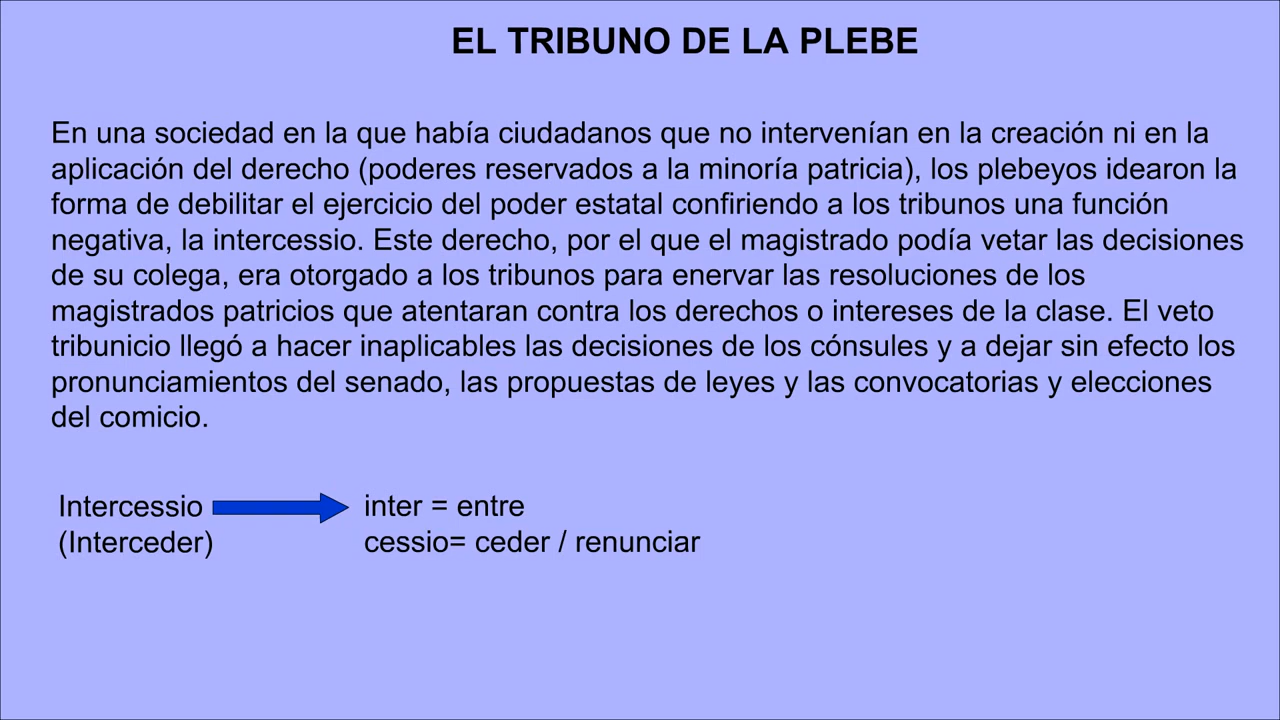 EL TRIBUNO DE LA PLEBE
En una sociedad en la que había ciudadanos que no intervenían en la creación ni en la
aplicación del derecho (poderes reservados a la minoría patricia), los plebeyos idearon la
forma de debilitar el ejercicio del poder estatal confiriendo a los tribunos una función
negativa, la intercessio. Este derecho, por el que el magistrado podía vetar las decisiones
de su colega, era otorgado a los tribunos para enervar las resoluciones de los
magistrados patricios que atentaran contra los derechos o intereses de la clase. El veto
tribunicio llegó a hacer inaplicables las decisiones de los cónsules y a dejar sin efecto los
pronunciamientos del senado, las propuestas de leyes y las convocatorias y elecciones
del comicio.
Intercessio inter = entre
(Interceder) cessio= ceder / renunciar